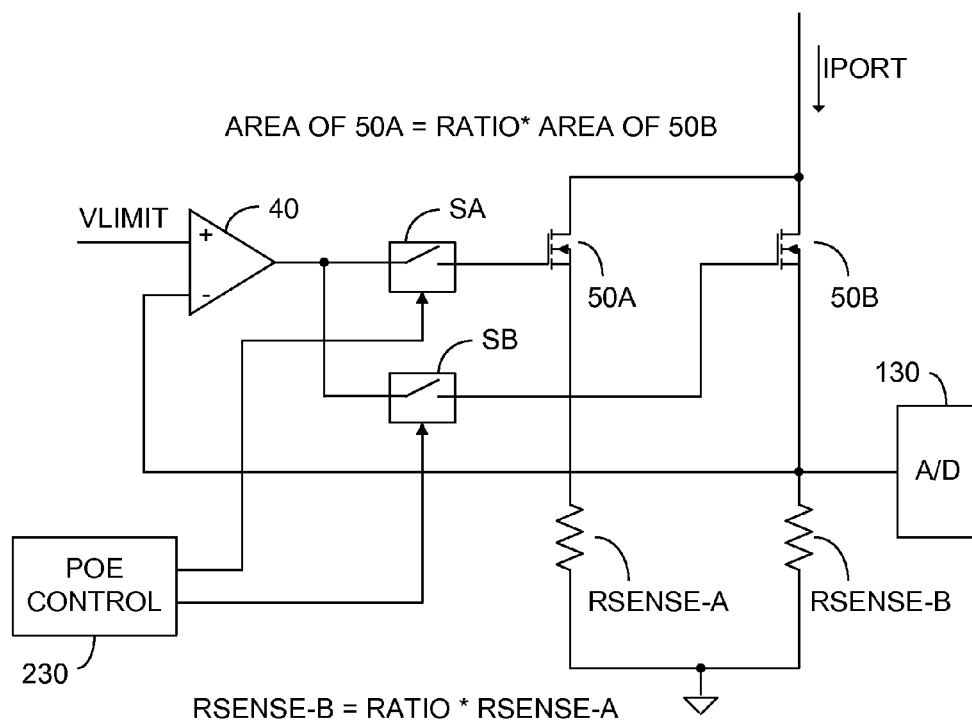 IPORT
AREA OF 50A = RATIO* AREA OF 50B
VLIMIT
40
SA
+
-
50A
50B
SB
130
A/D
POE
CONTROL
RSENSE-A
RSENSE-B
230
RSENSE-B = RATIO * RSENSE-A